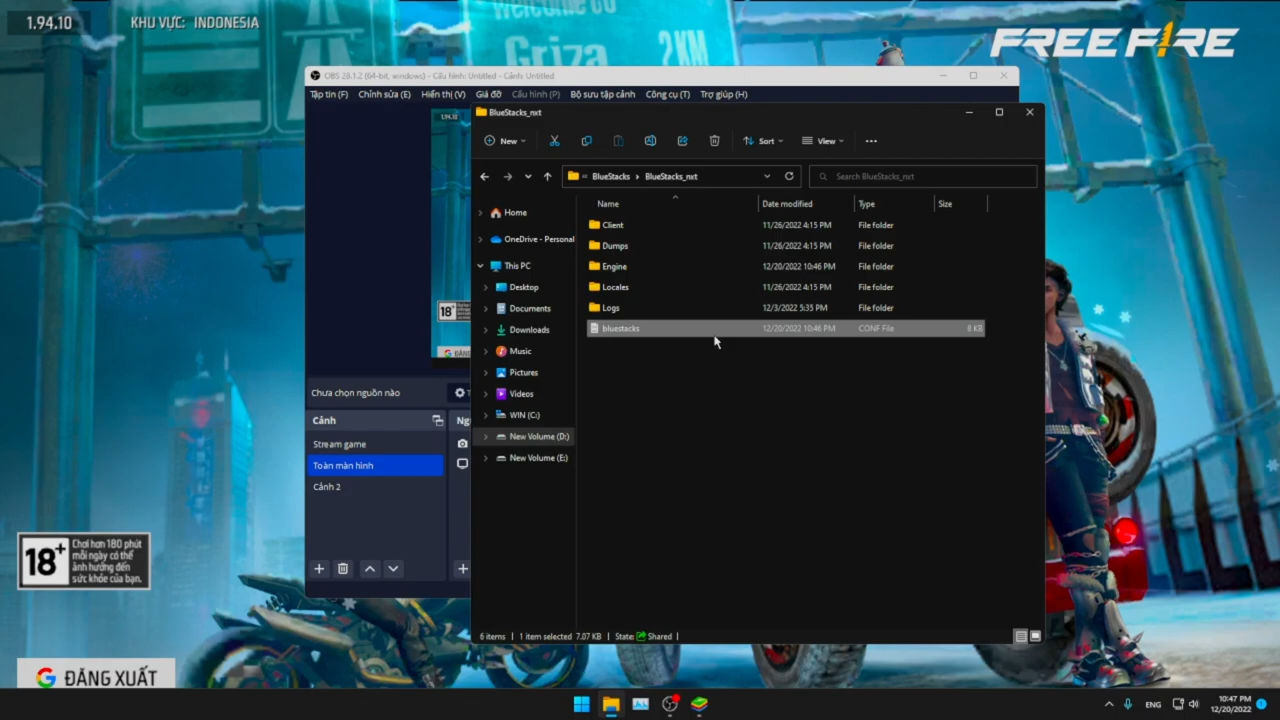 1.94.10
KHU VỰC: INDONESIA
Welcome to
Griza 2KM
FREE FIRE
OBS 28.1.2 (64-bit, windows) - Cấu hình: Untitled - Cảnh: Untitled
Tập tin (F) Chỉnh sửa (E) Hiển thị (V) Giá đỡ Cấu hình (P) Bộ sưu tập cảnh Công cụ (T) Trợ giúp (H)
1.94.10
BlueStacks_nxt
New Sort View
BlueStacks BlueStacks_nxt
Search BlueStacks_nxt
Name Date modified Type Size
Home
OneDrive - Personal
This PC
Desktop
Documents
Downloads
Music
Pictures
Videos
WIN (C:)
New Volume (D:)
New Volume (E:)
Client 11/26/2022 4:15 PM File folder
Dumps 11/26/2022 4:15 PM File folder
Engine 12/20/2022 10:46 PM File folder
Locales 11/26/2022 4:15 PM File folder
Logs 12/3/2022 5:35 PM File folder
bluestacks 12/20/2022 10:46 PM CONF File 8 KB
6 items 1 item selected 7.07 KB State: Shared
18+
ĐĂNG
Chưa chọn nguồn nào
Cảnh
Stream game
Toàn màn hình
Cảnh 2
18+
Chơi hơn 180 phút
mỗi ngày có thể
ảnh hưởng đến
sức khỏe của bạn.
G ĐĂNG XUẤT
ENG
10:47 PM
12/20/2022